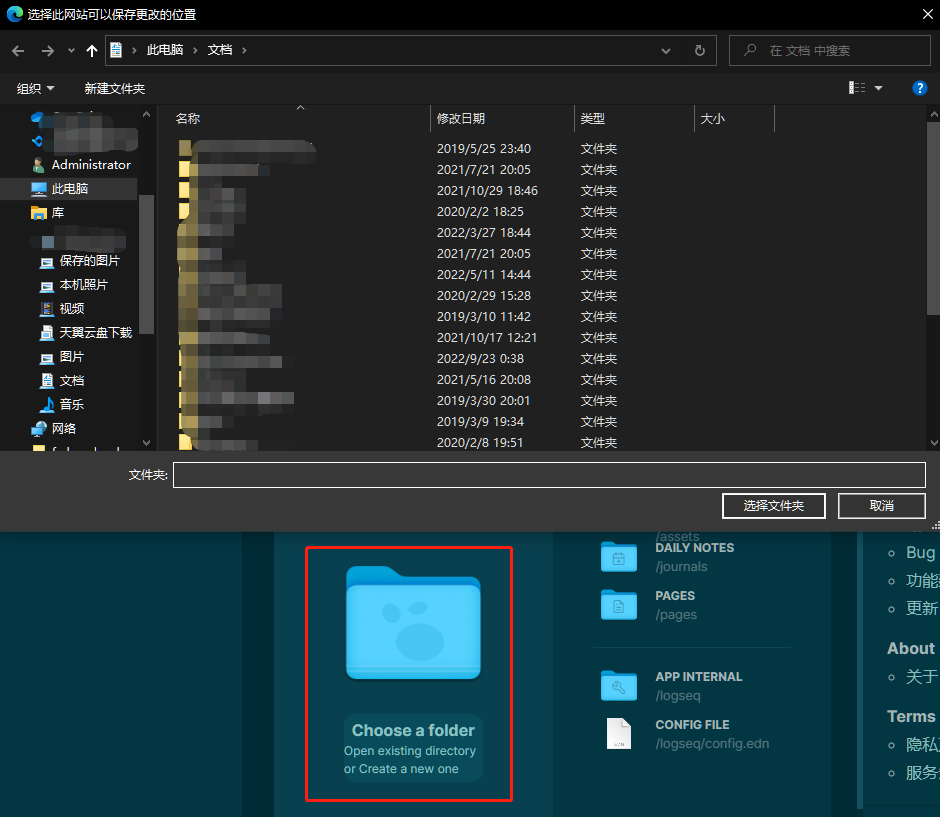 选择此网站可以保存更改的位置
此电脑 文档
在 文档 中搜索
组织 新建文件夹
名称 修改日期 类型 大小
Administrator
此电脑
库
保存的图片
本机照片
视频
天翼云盘下载
图片
文档
音乐
网络
2019/5/25 23:40 文件夹
2021/7/21 20:05 文件夹
2021/10/29 18:46 文件夹
2020/2/2 18:25 文件夹
2022/3/27 18:44 文件夹
2021/7/21 20:05 文件夹
2022/5/11 14:44 文件夹
2020/2/29 15:28 文件夹
2019/3/10 11:42 文件夹
2021/10/17 12:21 文件夹
2022/9/23 0:38 文件夹
2021/5/16 20:08 文件夹
2019/3/30 20:01 文件夹
2019/3/9 19:34 文件夹
2020/2/8 19:51 文件夹
文件夹:
选择文件夹 取消
Choose a folder
Open existing directory
or Create a new one
/assets
DAILY NOTES
/journals
PAGES
/pages
APP INTERNAL
/logseq
CONFIG FILE
/logseq/config.edn
Bug
功能
更新
About
关于
Terms
隐私
服务